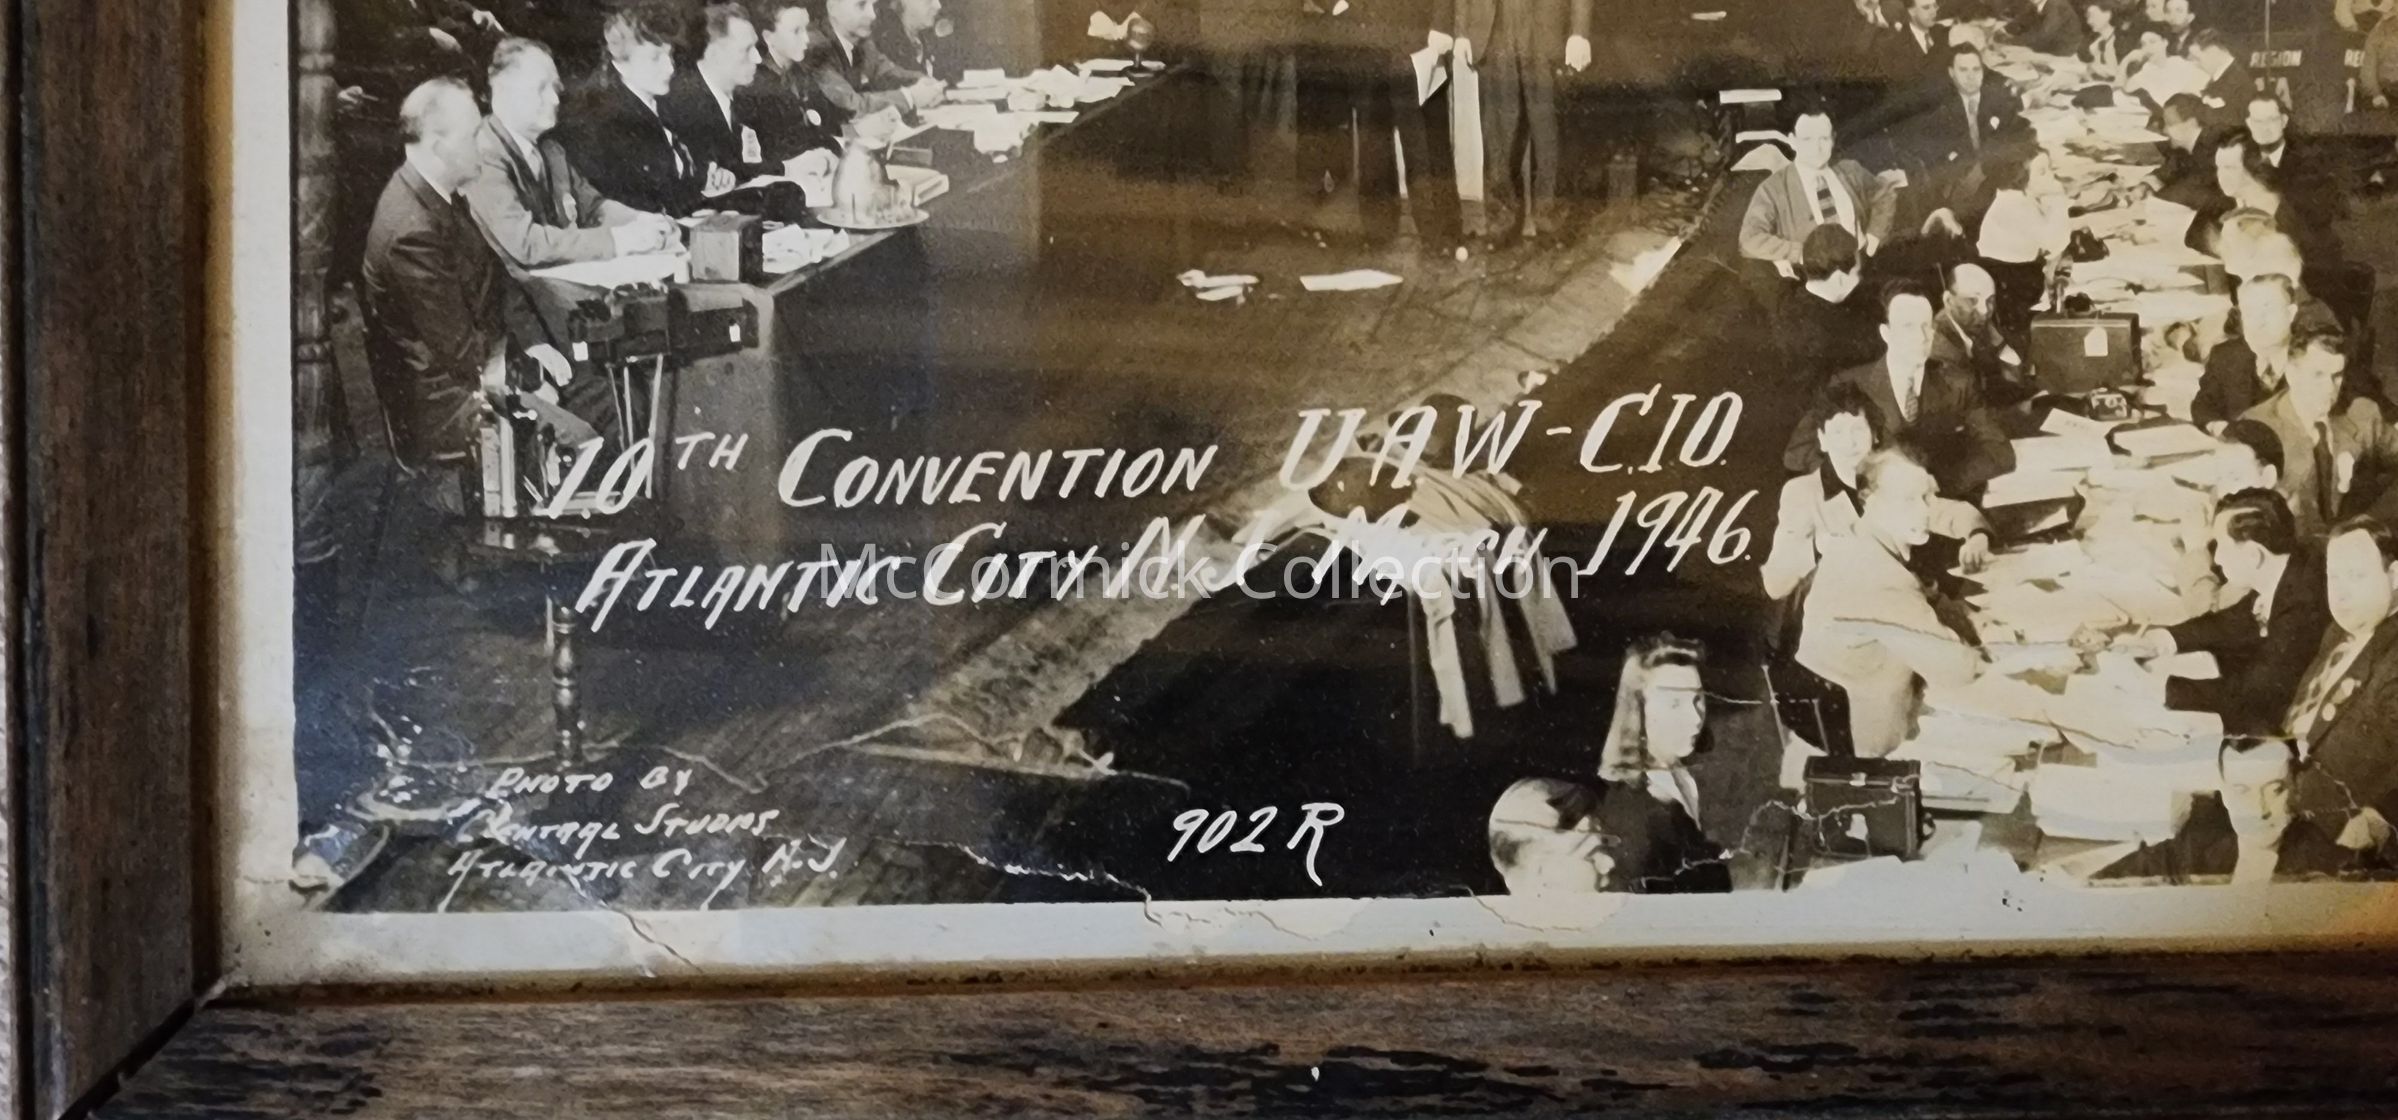 REGION
10TH CONVENTION U.A.W-C.I.O.
ATLANTIC CITY N.J. MARCH 1946.
McCormick Collection
PHOTO BY
CENTRAL STUDIOS
ATLANTIC CITY N.J.
902 R